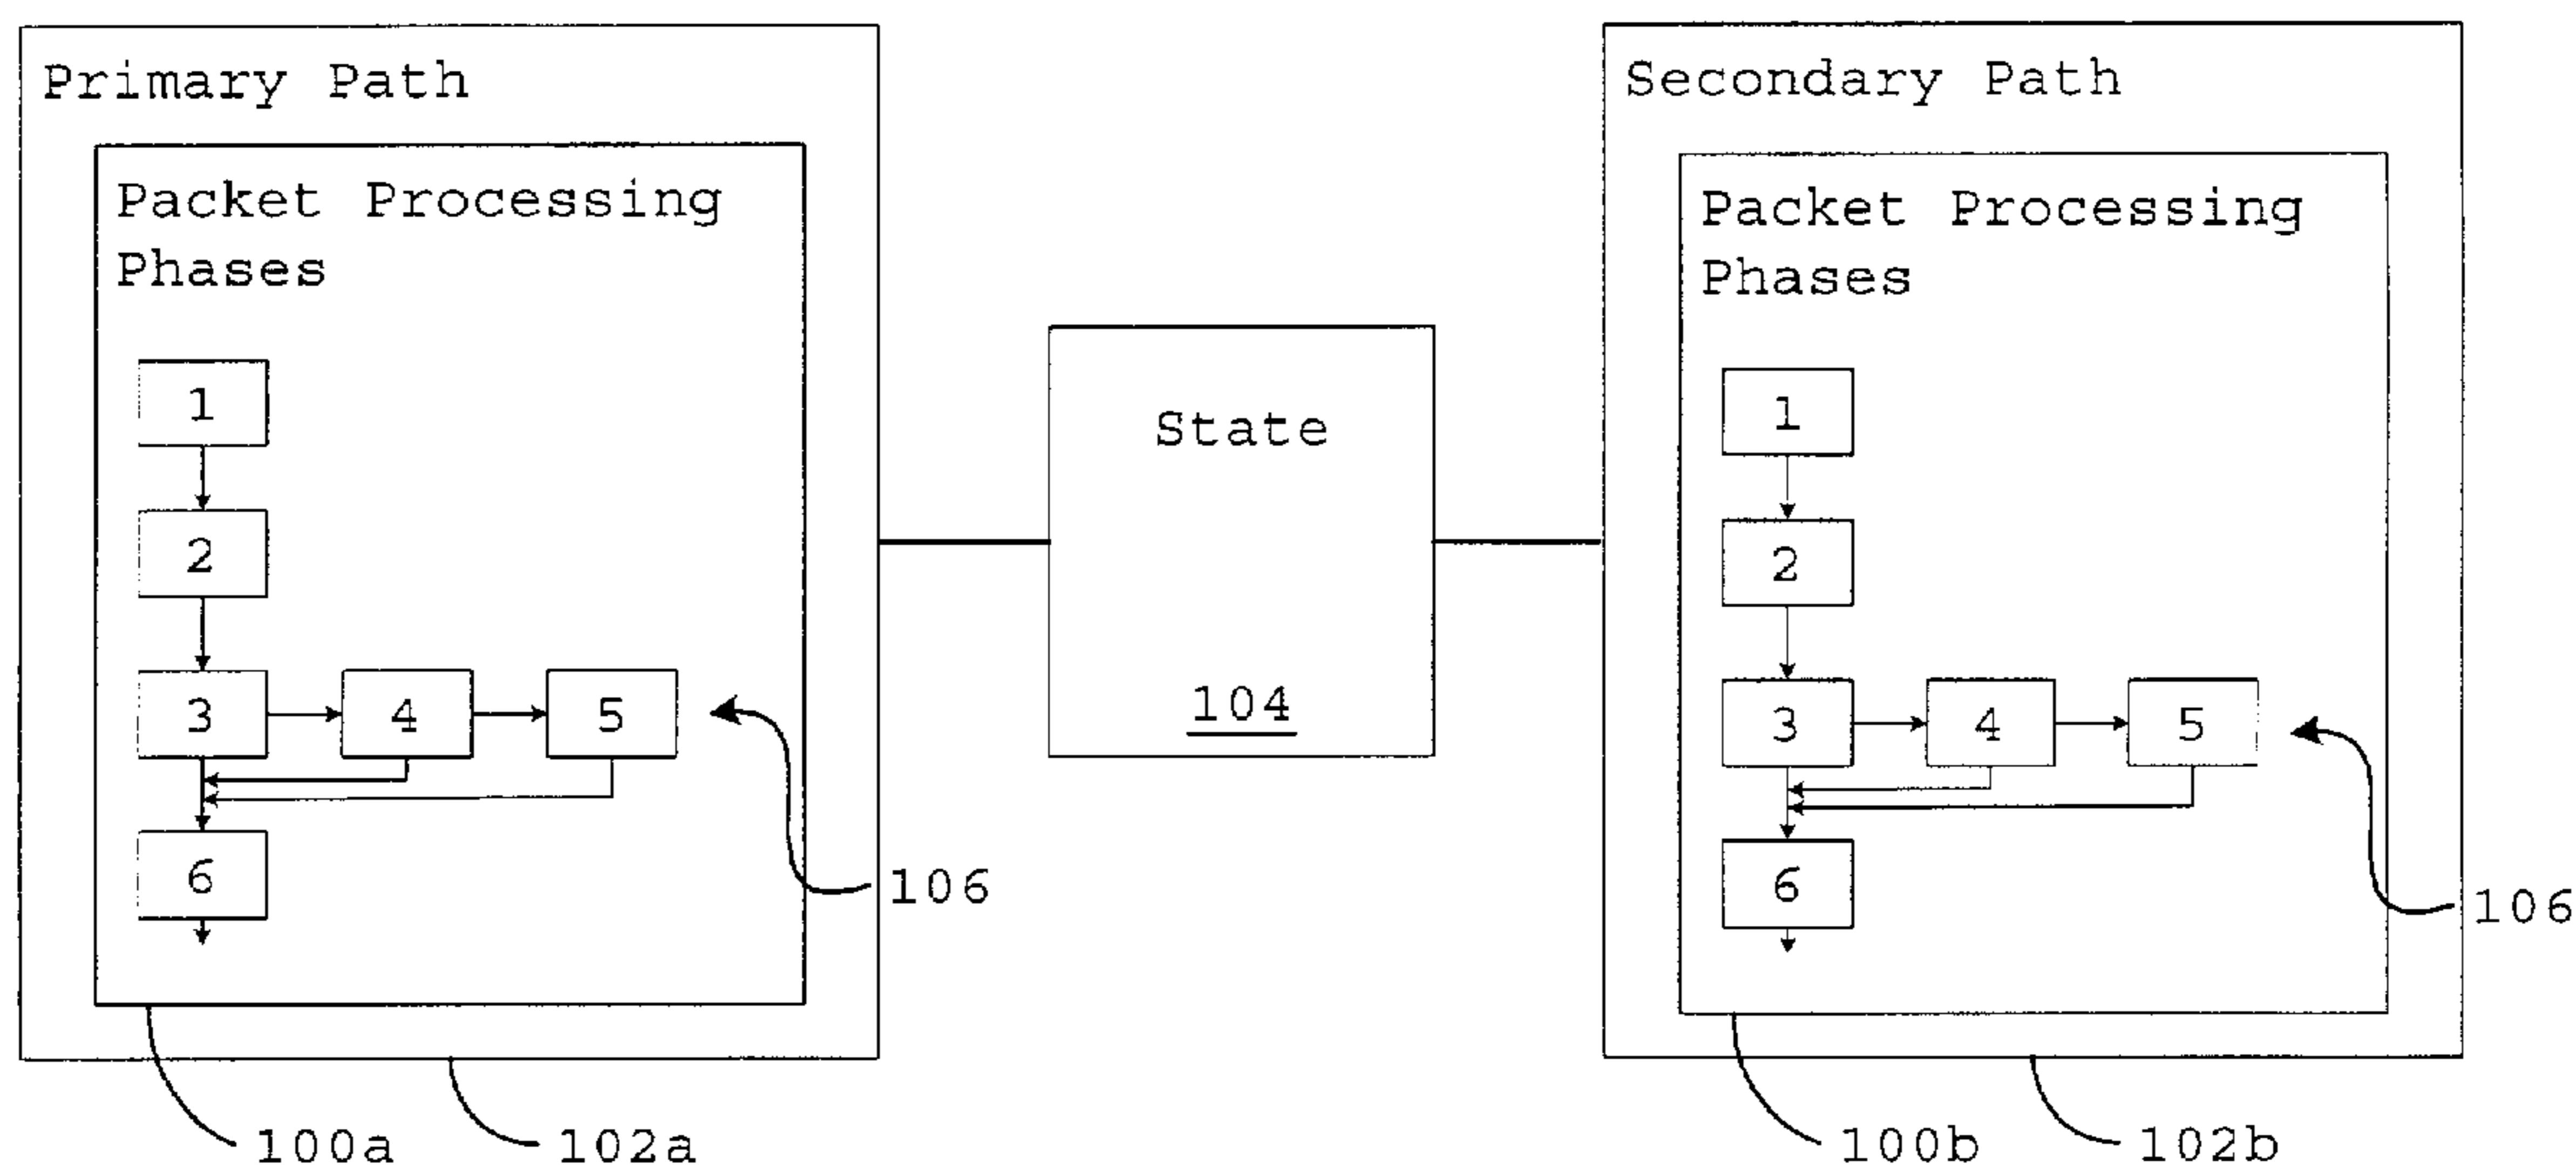 Primary Path
Packet Processing
Phases
1
2
3 4 5
6
106
100a
102a
State
104
Secondary Path
Packet Processing
Phases
1
2
3 4 5
6
106
100b
102b